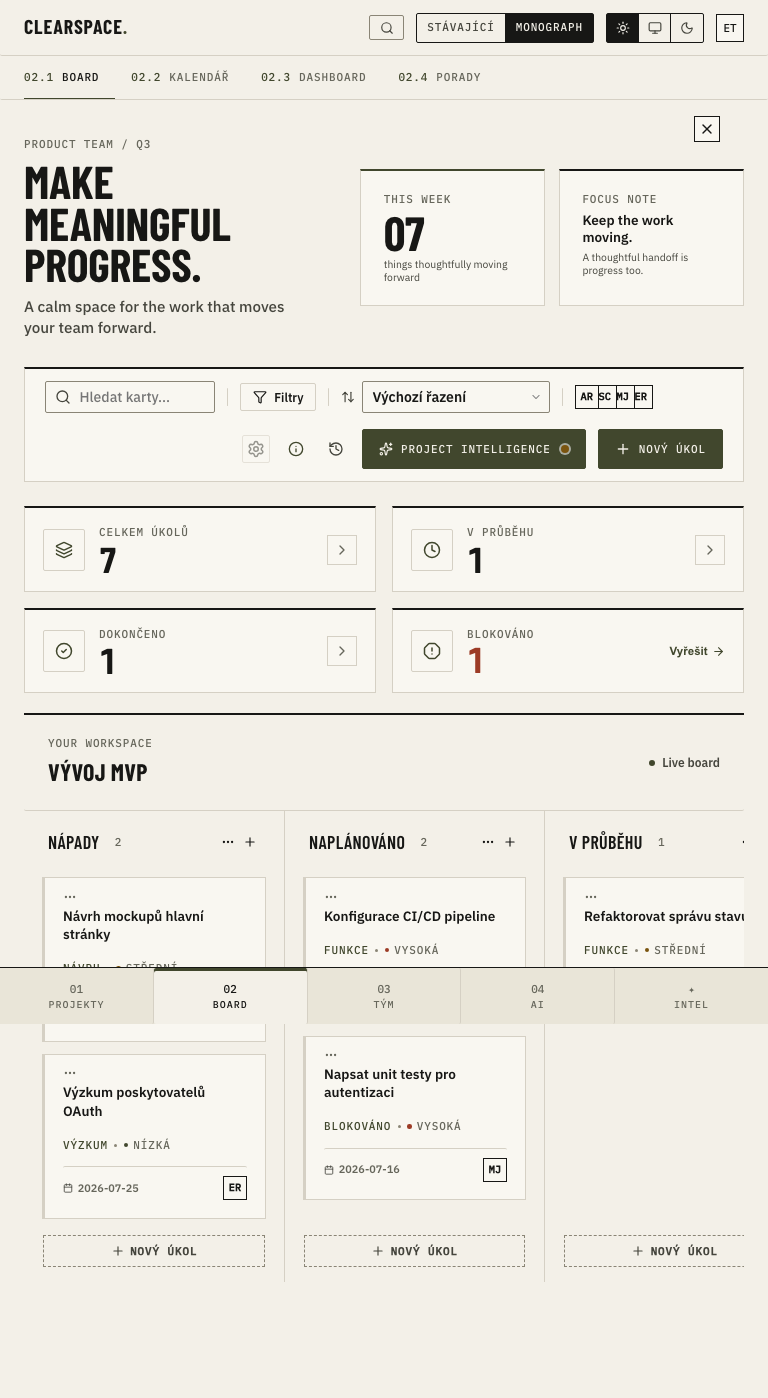 CLEARSPACE.
STÁVAJÍCÍ
MONOGRAPH
ET
02.1 BOARD
02.2 KALENDÁŘ
02.3 DASHBOARD
02.4 PORADY
PRODUCT TEAM / Q3
MAKE
MEANINGFUL
PROGRESS.
A calm space for the work that moves
your team forward.
THIS WEEK
07
things thoughtfully moving
forward
FOCUS NOTE
Keep the work
moving.
A thoughtful handoff is
progress too.
Hledat karty...
Filtry
Výchozí řazení
AR SC MJ ER
PROJECT INTELLIGENCE
NOVÝ ÚKOL
CELKEM ÚKOLŮ
7
V PRŮBĚHU
1
DOKONČENO
1
BLOKOVÁNO
1
Vyřešit
YOUR WORKSPACE
VÝVOJ MVP
Live board
NÁPADY 2
Návrh mockupů hlavní
stránky
NÁVRH • STŘEDNÍ
Výzkum poskytovatelů
OAuth
VÝZKUM • NÍZKÁ
2026-07-25
ER
NOVÝ ÚKOL
NAPLÁNOVÁNO 2
Konfigurace CI/CD pipeline
FUNKCE • VYSOKÁ
Napsat unit testy pro
autentizaci
BLOKOVÁNO • VYSOKÁ
2026-07-16
MJ
NOVÝ ÚKOL
V PRŮBĚHU 1
Refaktorovat správu stavu
FUNKCE • STŘEDNÍ
NOVÝ ÚKOL
01
PROJEKTY
02
BOARD
03
TÝM
04
AI
INTEL